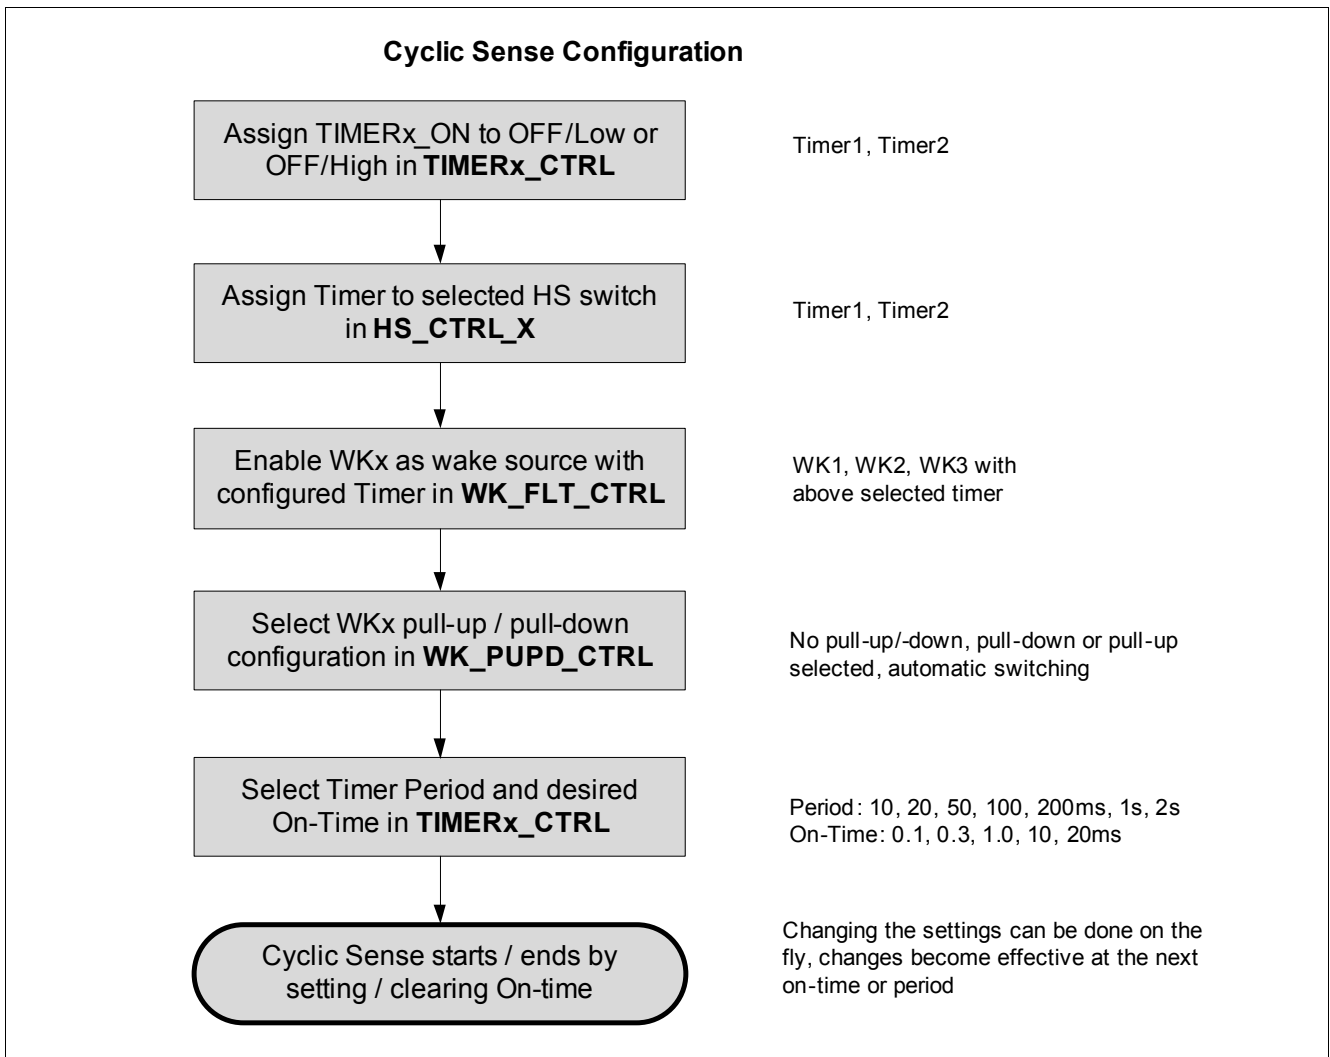 Cyclic Sense Configuration
Assign TIMERx_ON to OFF/Low or
OFF/High in TIMERx_CTRL
Timer1, Timer2
Assign Timer to selected HS switch
in HS_CTRL_X
Timer1, Timer2
Enable WKx as wake source with
configured Timer in WK_FLT_CTRL
WK1, WK2, WK3 with
above selected timer
Select WKx pull-up / pull-down
configuration in WK_PUPD_CTRL
No pull-up/-down, pull-down or pull-up
selected, automatic switching
Select Timer Period and desired
On-Time in TIMERx_CTRL
Period: 10, 20, 50, 100, 200ms, 1s, 2s
On-Time: 0.1, 0.3, 1.0, 10, 20ms
Cyclic Sense starts / ends by
setting / clearing On-time
Changing the settings can be done on the
fly, changes become effective at the next
on-time or period